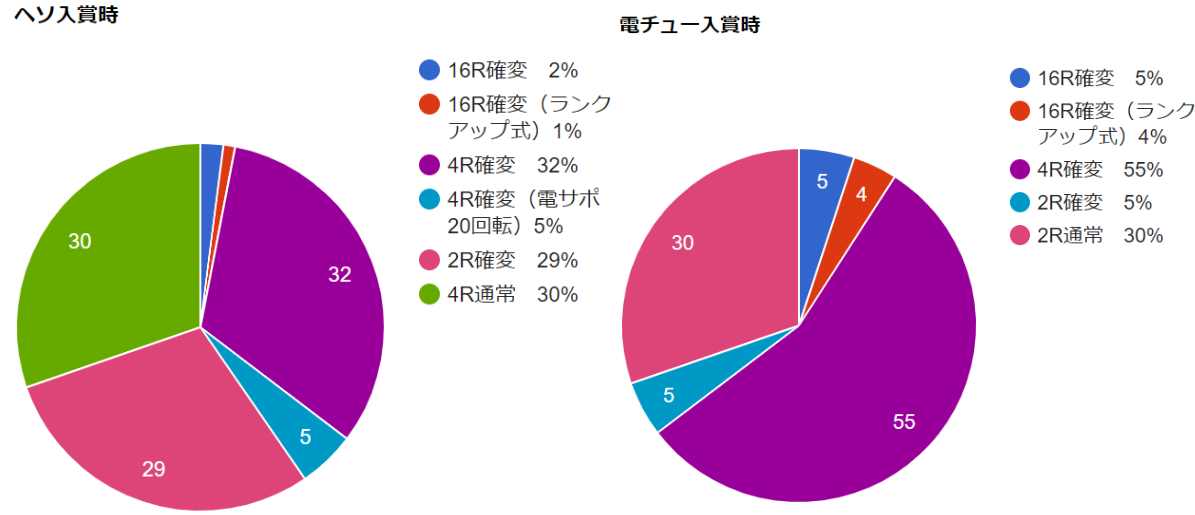 ヘソ入賞時
16R確変　2%
16R確変（ランク
アップ式）1%
4R確変　32%
4R確変（電サポ
20回転）5%
2R確変　29%
4R通常　30%
30
32
5
29
電チュー入賞時
16R確変　5%
16R確変（ランク
アップ式）4%
4R確変　55%
2R確変　5%
2R通常　30%
5
4
30
5
55